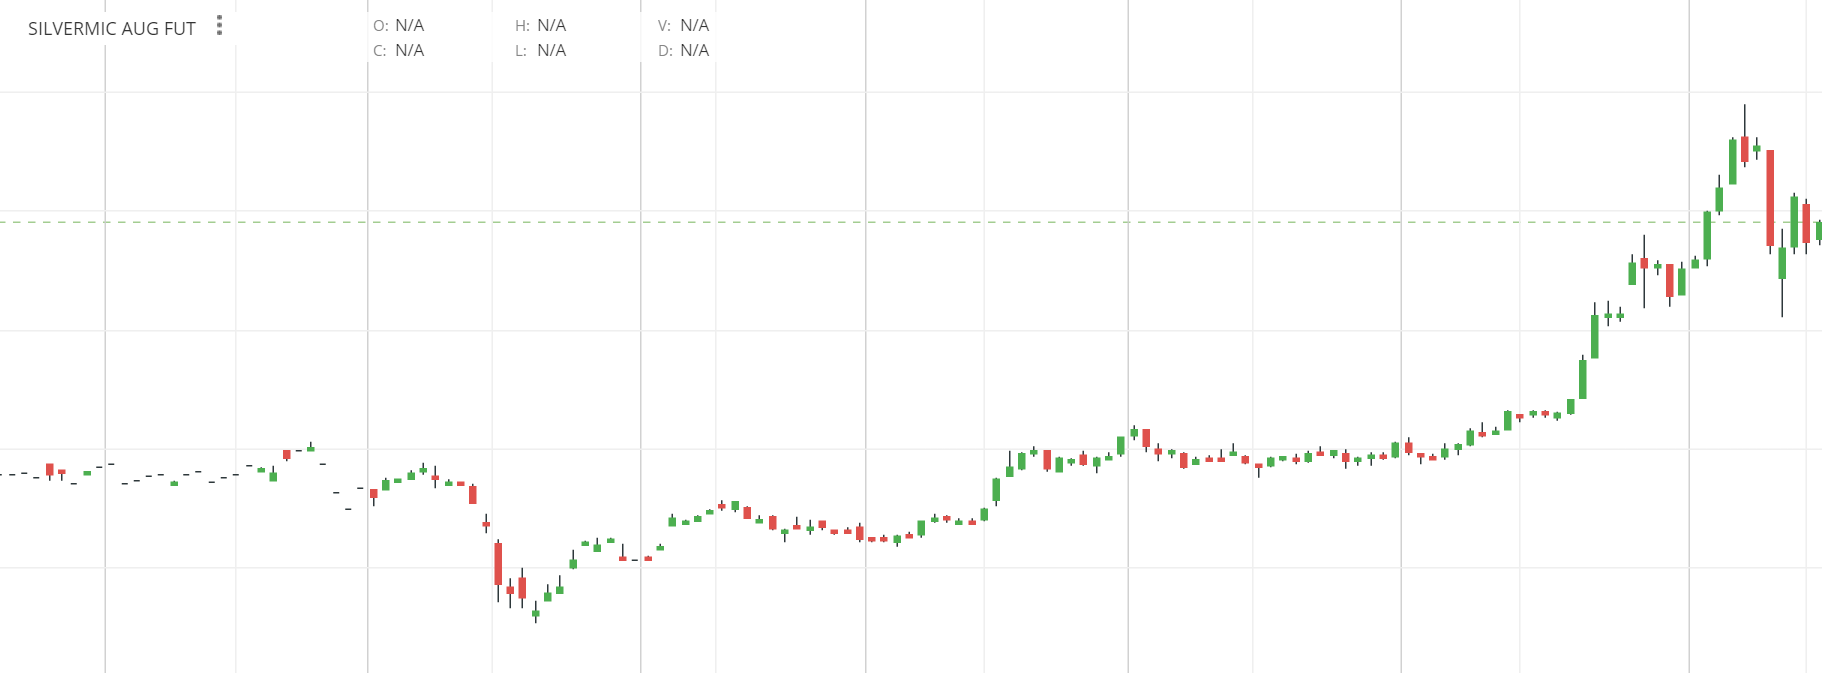 SILVERMIC AUG FUT
O: N/A H: N/A V: N/A
C: N/A L: N/A D: N/A